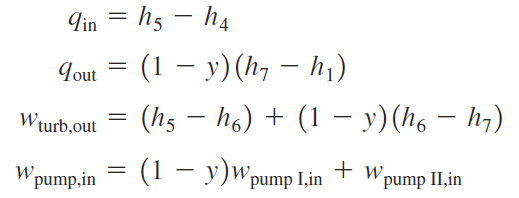 q_in = h_5 − h_4
q_out = (1 − y)(h_7 − h_1)
w_turb,out = (h_5 − h_6) + (1 − y)(h_6 − h_7)
w_pump,in = (1 − y)w_pump I,in + w_pump II,in